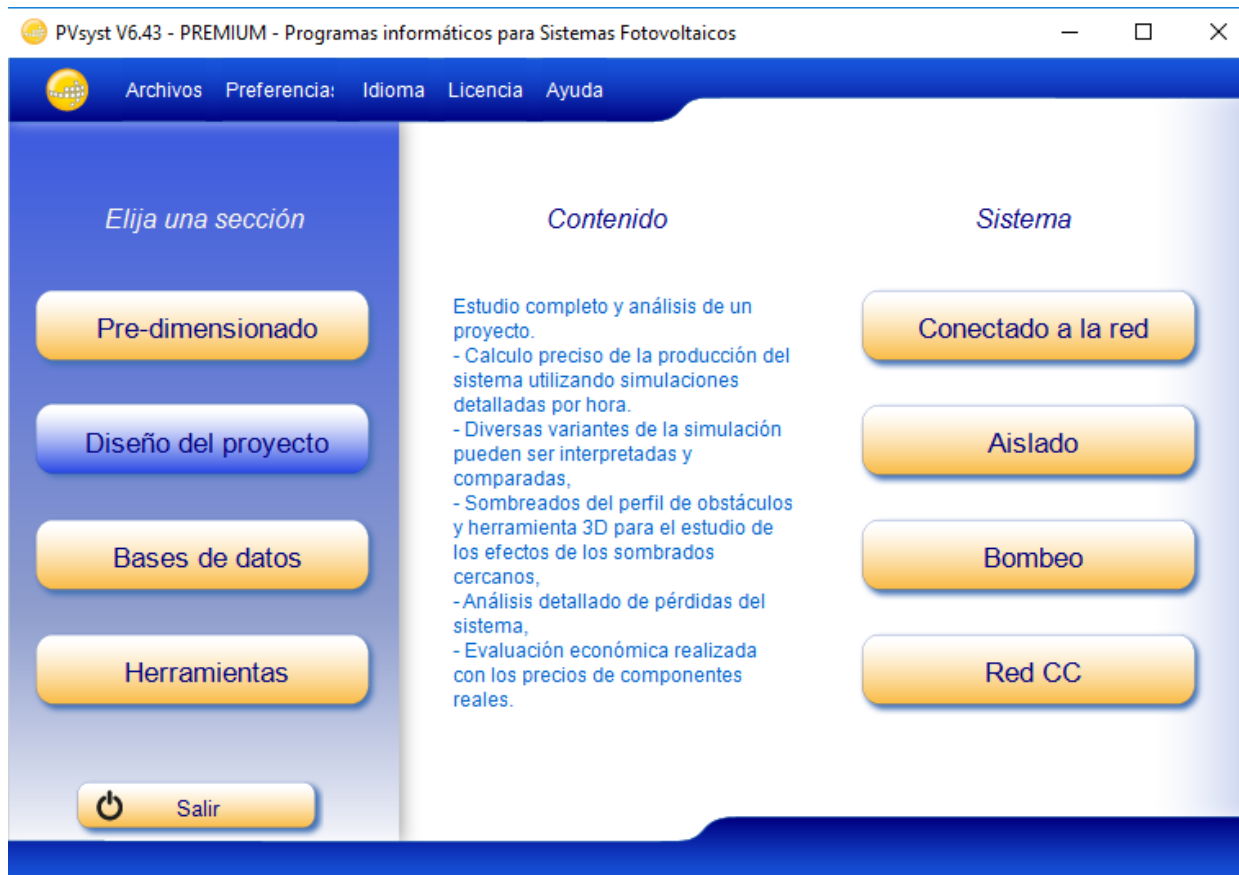 PVsyst V6.43 - PREMIUM - Programas informáticos para Sistemas Fotovoltaicos
Archivos Preferencia: Idioma Licencia Ayuda
Elija una sección
Pre-dimensionado
Diseño del proyecto
Bases de datos
Herramientas
Salir
Contenido
Estudio completo y análisis de un
proyecto.
- Calculo preciso de la producción del
sistema utilizando simulaciones
detalladas por hora.
- Diversas variantes de la simulación
pueden ser interpretadas y
comparadas,
- Sombreados del perfil de obstáculos
y herramienta 3D para el estudio de
los efectos de los sombrados
cercanos,
- Análisis detallado de pérdidas del
sistema,
- Evaluación económica realizada
con los precios de componentes
reales.
Sistema
Conectado a la red
Aislado
Bombeo
Red CC